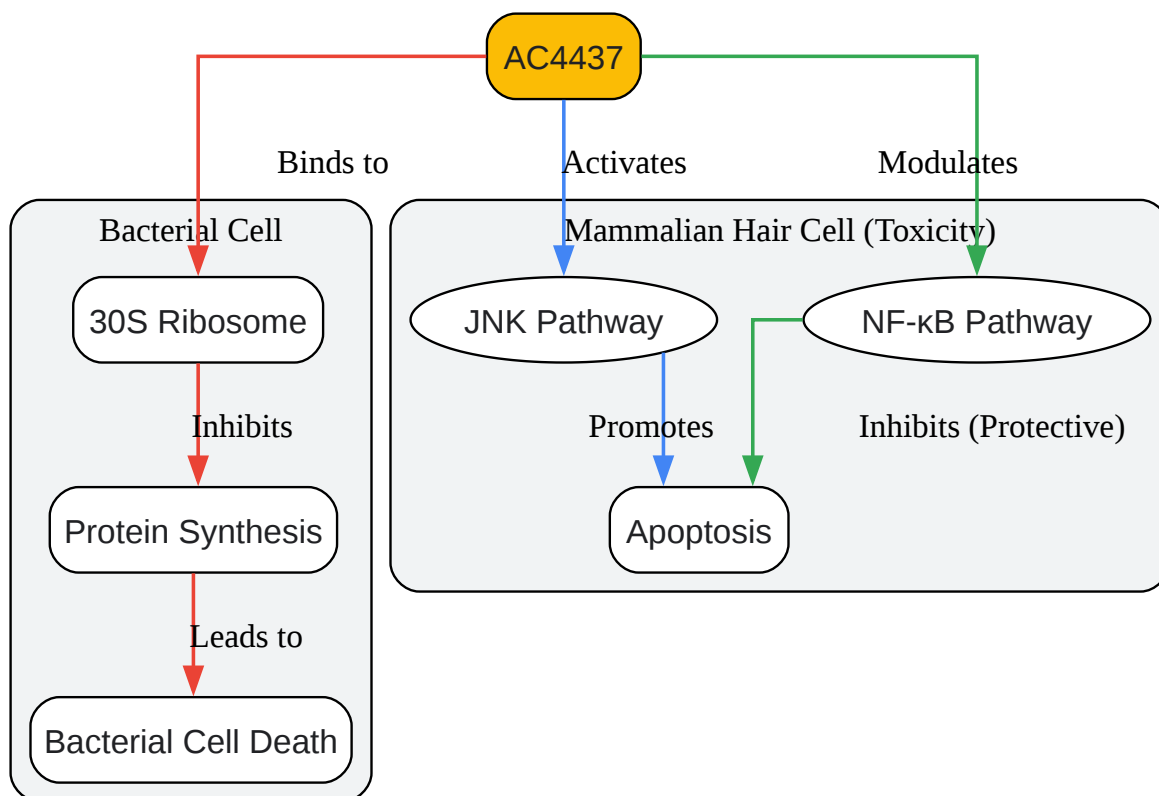 AC4437
Binds to
Activates
Modulates
Bacterial Cell
Mammalian Hair Cell (Toxicity)
30S Ribosome
JNK Pathway
NF-κB Pathway
Inhibits
Promotes
Inhibits (Protective)
Protein Synthesis
Apoptosis
Leads to
Bacterial Cell Death